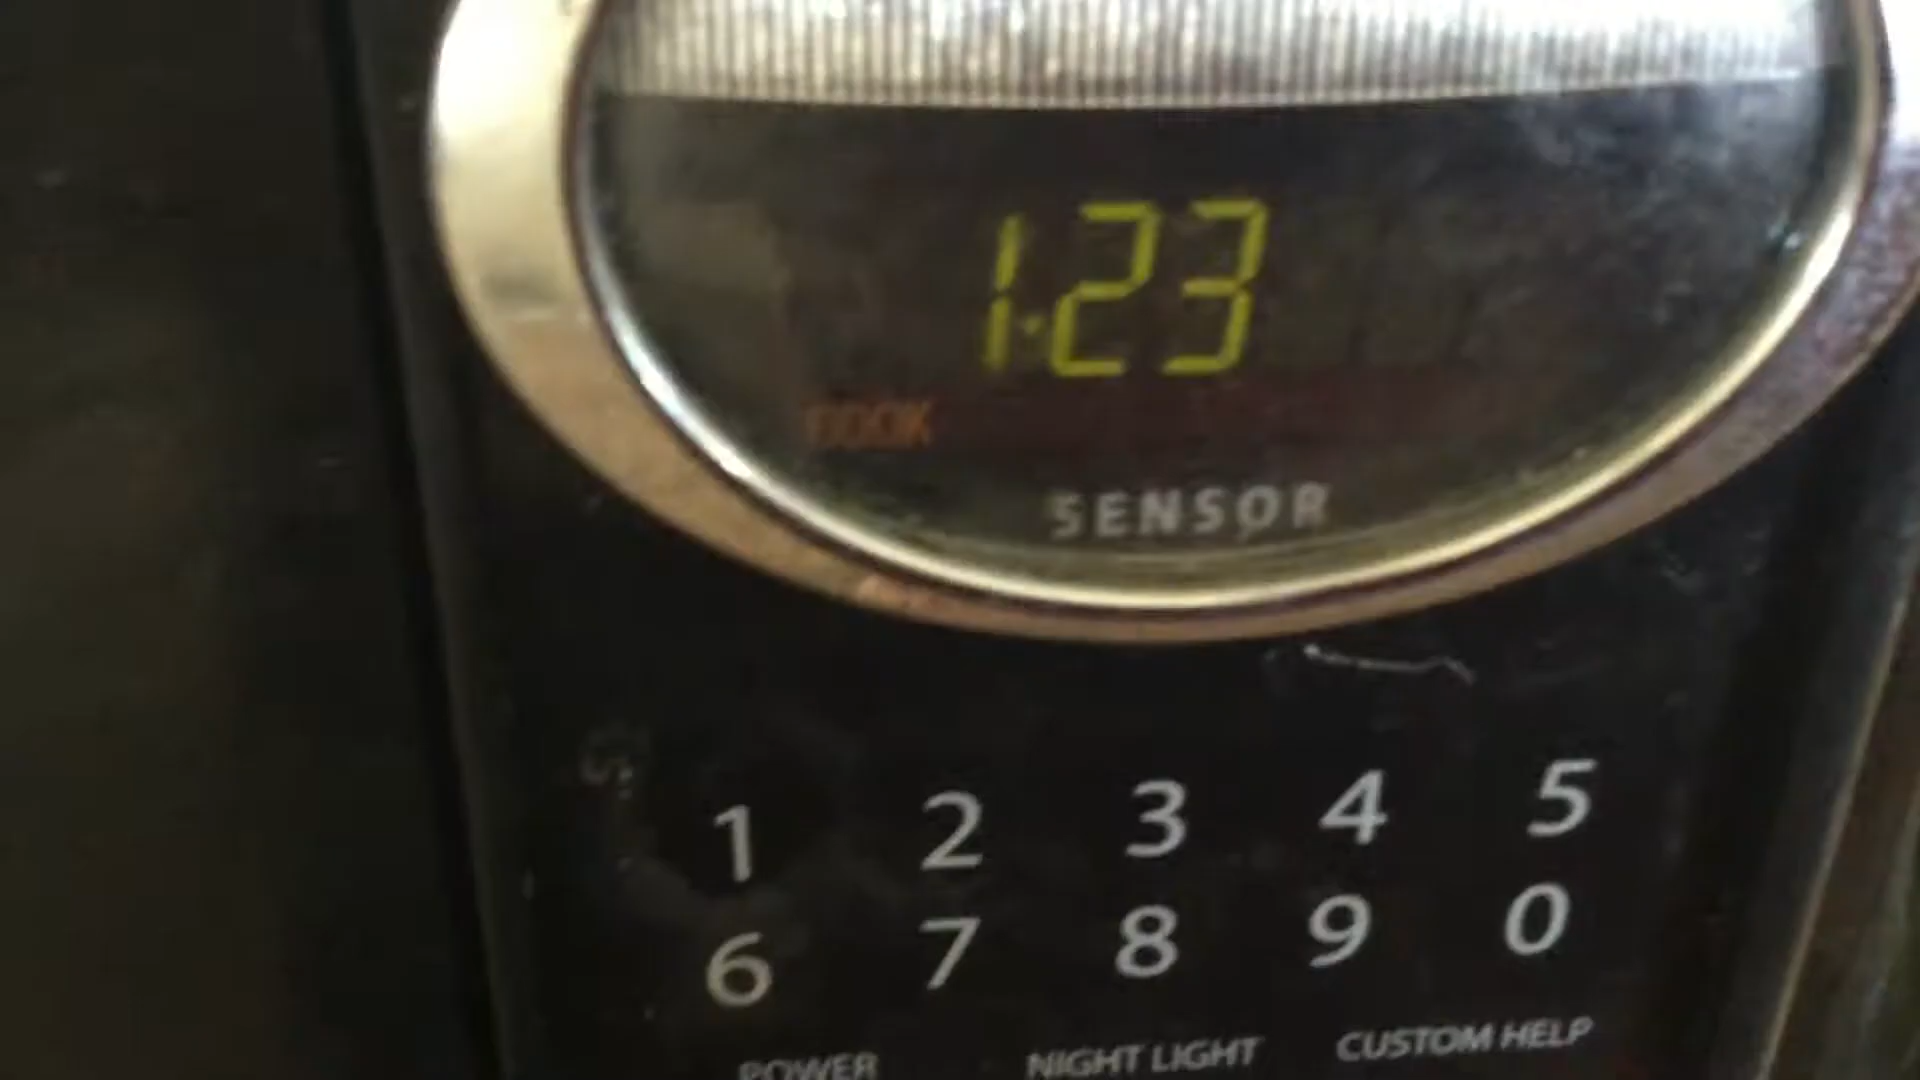 1:23
COOK
SENSOR
1 2 3 4 5
6 7 8 9 0
POWER NIGHT LIGHT CUSTOM HELP